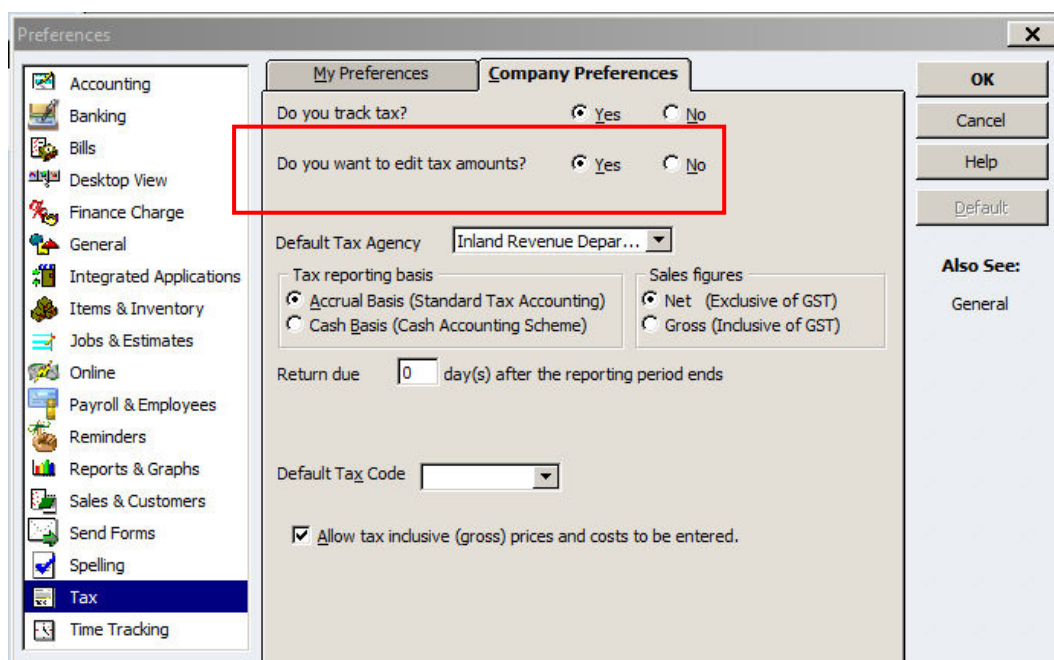 Preferences
Accounting
Banking
Bills
Desktop View
Finance Charge
General
Integrated Applications
Items & Inventory
Jobs & Estimates
Online
Payroll & Employees
Reminders
Reports & Graphs
Sales & Customers
Send Forms
Spelling
Tax
Time Tracking
My Preferences Company Preferences
Do you track tax? Yes No
Do you want to edit tax amounts? Yes No
Default Tax Agency Inland Revenue Depar...
Tax reporting basis
Accrual Basis (Standard Tax Accounting)
Cash Basis (Cash Accounting Scheme)
Sales figures
Net (Exclusive of GST)
Gross (Inclusive of GST)
Return due 0 day(s) after the reporting period ends
Default Tax Code
Allow tax inclusive (gross) prices and costs to be entered.
OK
Cancel
Help
Default
Also See:
General